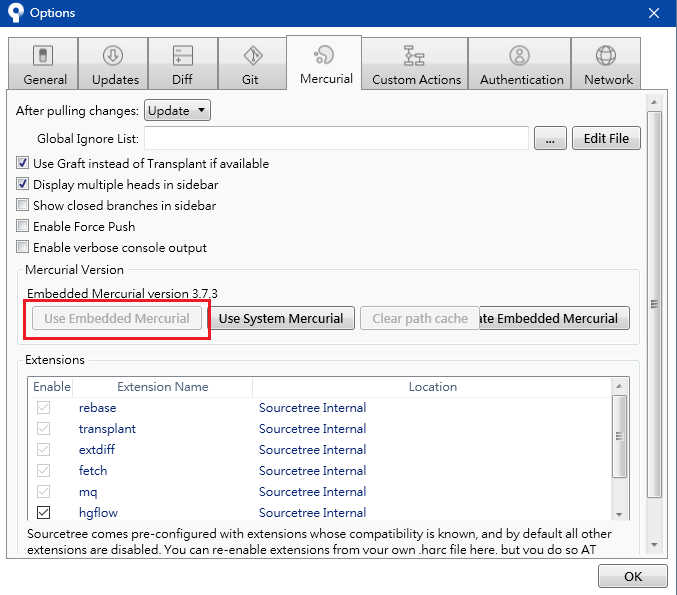 Options
General Updates Diff Git Mercurial Custom Actions Authentication Network
After pulling changes: Update
Global Ignore List: ... Edit File
Use Graft instead of Transplant if available
Display multiple heads in sidebar
Show closed branches in sidebar
Enable Force Push
Enable verbose console output
Mercurial Version
Embedded Mercurial version 3.7.3
Use Embedded Mercurial Use System Mercurial Clear path cache ate Embedded Mercurial
Extensions
Enable Extension Name Location
rebase Sourcetree Internal
transplant Sourcetree Internal
extdiff Sourcetree Internal
fetch Sourcetree Internal
mq Sourcetree Internal
hgflow Sourcetree Internal
Sourcetree comes pre-configured with extensions whose compatibility is known, and by default all other
extensions are disabled. You can re-enable extensions from your own .hgrc file here, but you do so AT
OK